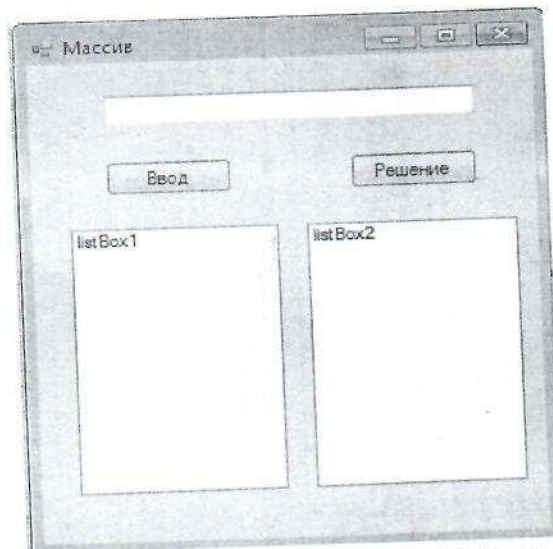 Массив
Ввод
Решение
listBox1
listBox2